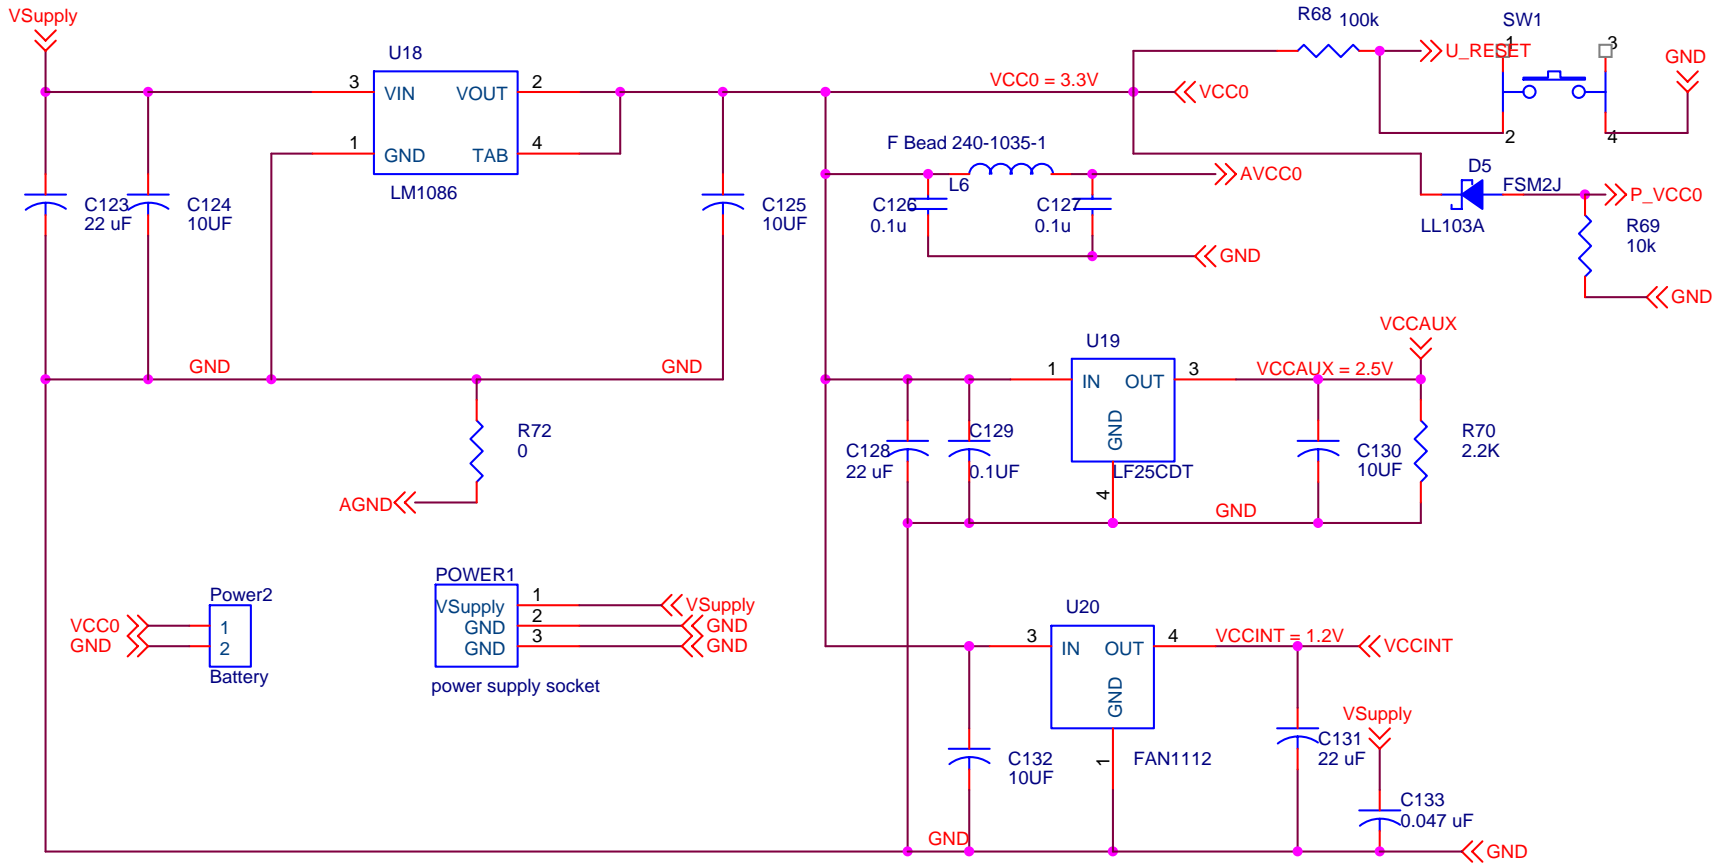 VSupply
R68 100k
SW1
U18
1
U_RESET
3
GND
3
VIN
VOUT
2
VCC0 = 3.3V
VCC0
2
4
1
GND
TAB
4
F Bead 240-1035-1
LM1086
L6
AVCC0
D5
FSM2J
P_VCC0
LL103A
C123
22 uF
C124
10UF
C125
10UF
C126
0.1u
C127
0.1u
R69
10k
GND
GND
VCCAUX
U19
GND
GND
1
IN
OUT
3
VCCAUX = 2.5V
GND
4
LF25CDT
R72
0
C128
22 uF
C129
0.1UF
C130
10UF
R70
2.2K
AGND
GND
Power2
VCC0
GND
1
2
Battery
POWER1
VSupply
GND
GND
1
2
3
VSupply
GND
GND
power supply socket
U20
3
IN
OUT
4
VCCINT = 1.2V
VCCINT
GND
1
FAN1112
VSupply
C132
10UF
C131
22 uF
C133
0.047 uF
GND
GND